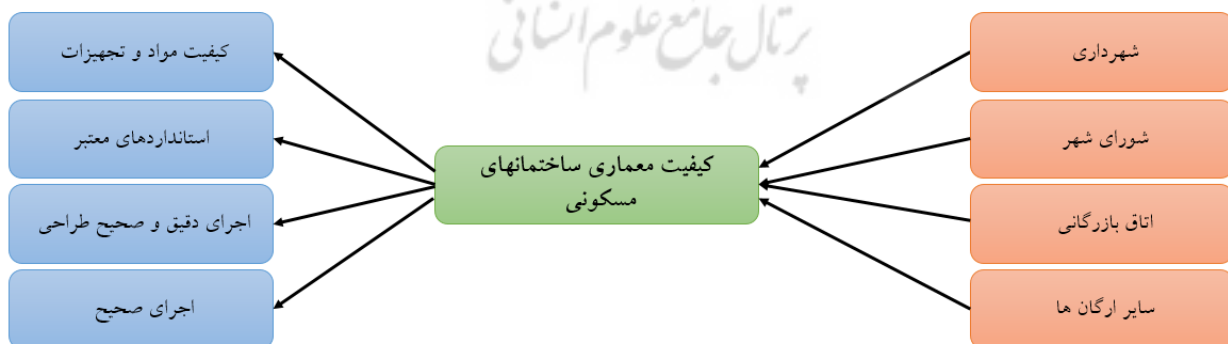 پرتال جامع علوم انسانی
شهرداری
شورای شهر
اتاق بازرگانی
سایر ارگان ها
کیفیت معماری ساختمانهای
مسکونی
کیفیت مواد و تجهیزات
استانداردهای معتبر
اجرای دقیق و صحیح طراحی
اجرای صحیح